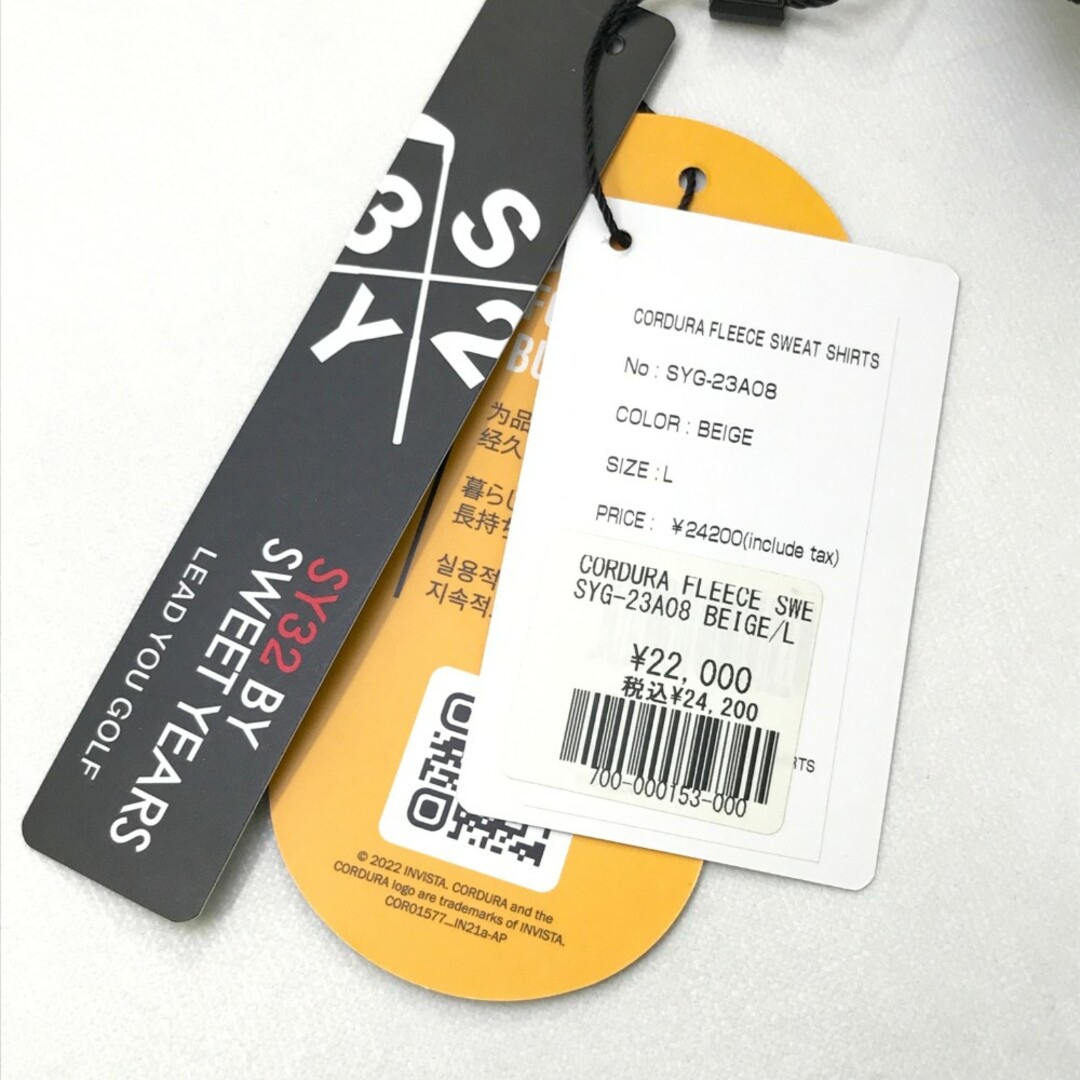 3 S
Y 2
SY32 BY
SWEET YEARS
LEAD YOU GOLF
为品
经久
暮らし
長持ち
실용적
지속적
© 2022 INVISTA. CORDURA and the
CORDURA logo are trademarks of INVISTA.
COR01577_IN21a-AP
CORDURA FLEECE SWEAT SHIRTS
No : SYG-23A08
COLOR : BEIGE
SIZE : L
PRICE : ¥24200(include tax)
CORDURA FLEECE SWE
SYG-23A08 BEIGE/L
¥22,000
税込¥24,200
700-000153-000
RTS